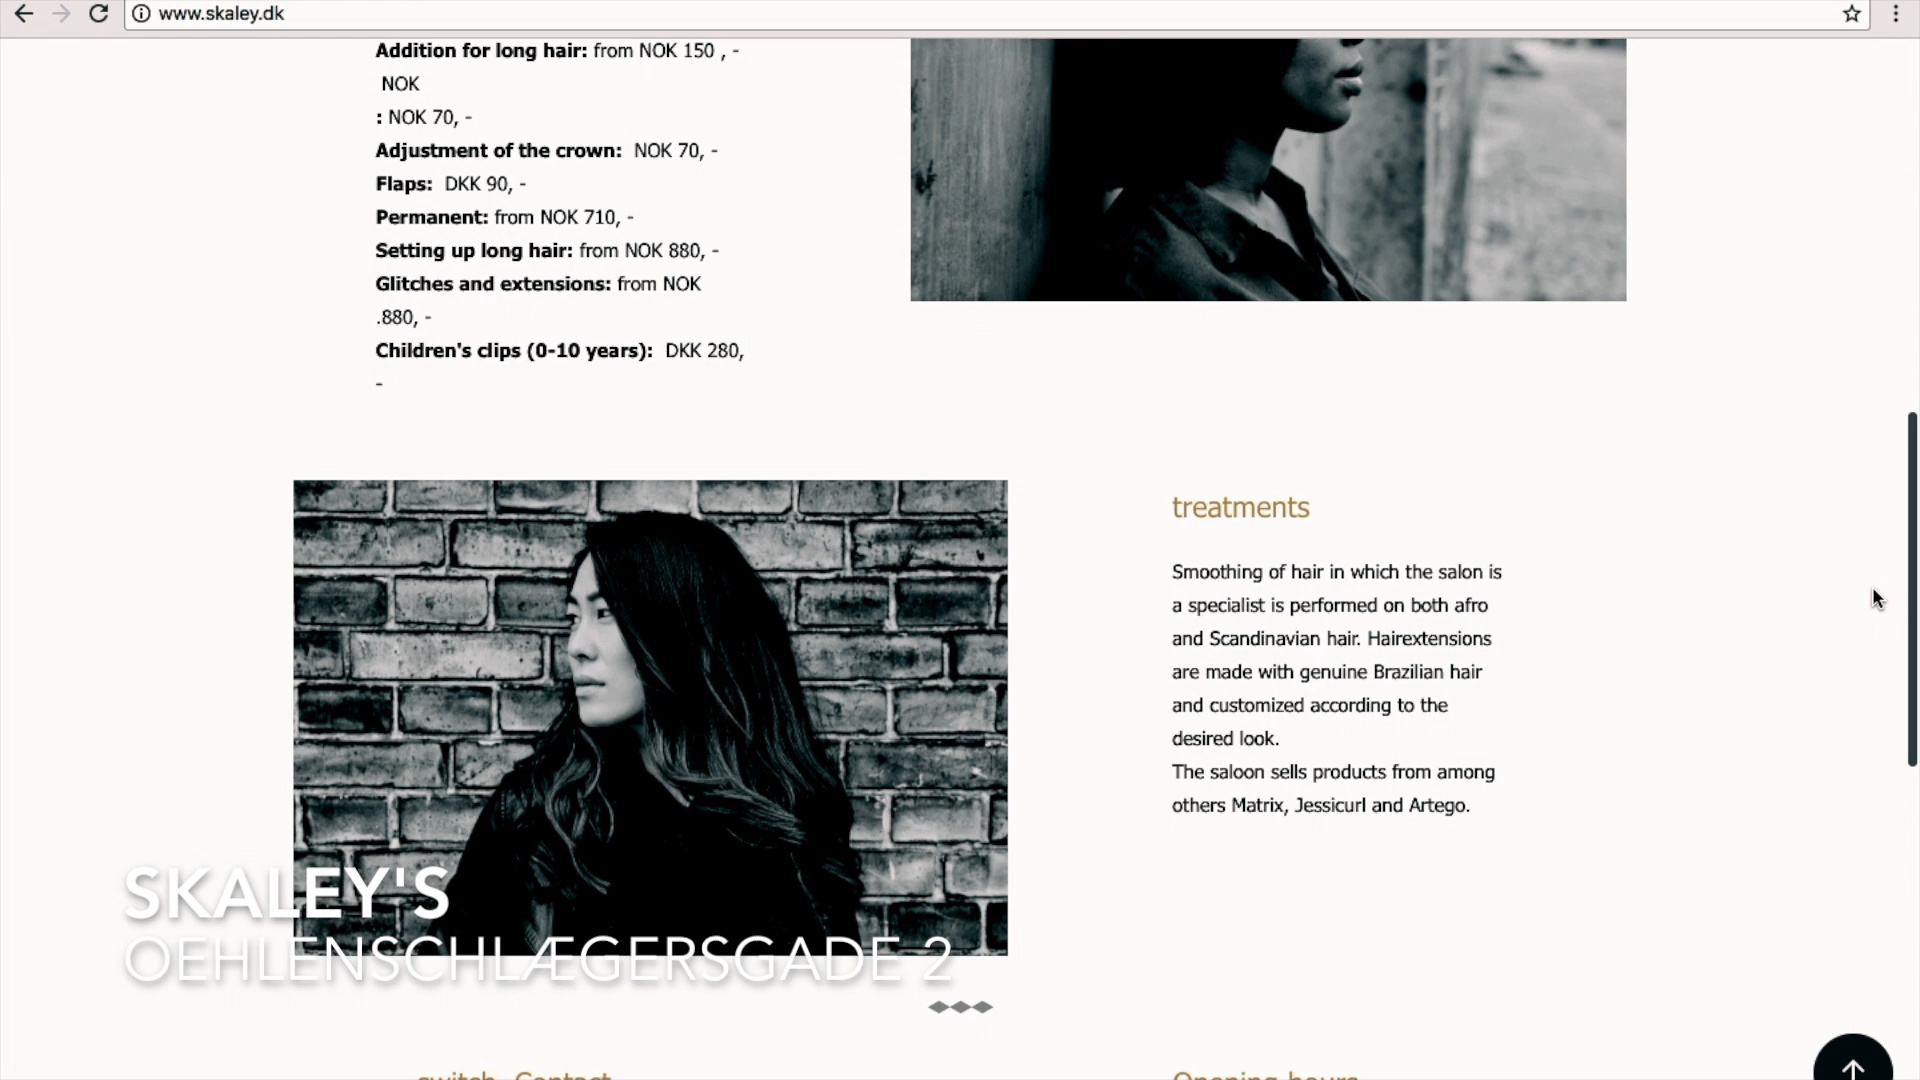 www.skaley.dk
Addition for long hair: from NOK 150 , -
NOK
: NOK 70, -
Adjustment of the crown: NOK 70, -
Flaps: DKK 90, -
Permanent: from NOK 710, -
Setting up long hair: from NOK 880, -
Glitches and extensions: from NOK
.880, -
Children's clips (0-10 years): DKK 280,
-
treatments
Smoothing of hair in which the salon is
a specialist is performed on both afro
and Scandinavian hair. Hairextensions
are made with genuine Brazilian hair
and customized according to the
desired look.
The saloon sells products from among
others Matrix, Jessicurl and Artego.
SKALEY'S
OEHLENSCHLÆGERSGADE 2
switch Contact
Opening hours